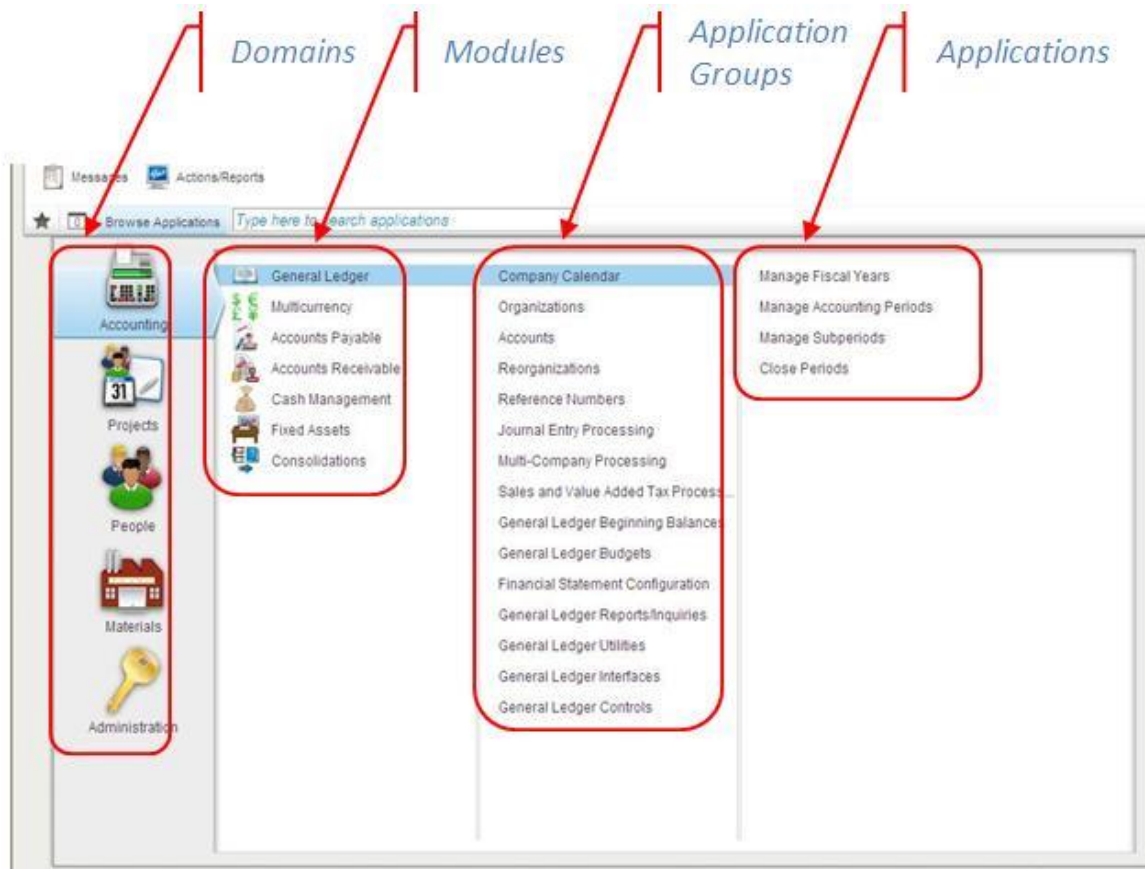 Domains
Modules
Application
Groups
Applications
Messages
Actions/Reports
Browse Applications
Type here to search applications
Accounting
Projects
31
People
Materials
Administration
General Ledger
Multicurrency
Accounts Payable
Accounts Receivable
Cash Management
Fixed Assets
Consolidations
Company Calendar
Organizations
Accounts
Reorganizations
Reference Numbers
Journal Entry Processing
Multi-Company Processing
Sales and Value Added Tax Process...
General Ledger Beginning Balances
General Ledger Budgets
Financial Statement Configuration
General Ledger Reports/Inquiries
General Ledger Utilities
General Ledger Interfaces
General Ledger Controls
Manage Fiscal Years
Manage Accounting Periods
Manage Subperiods
Close Periods